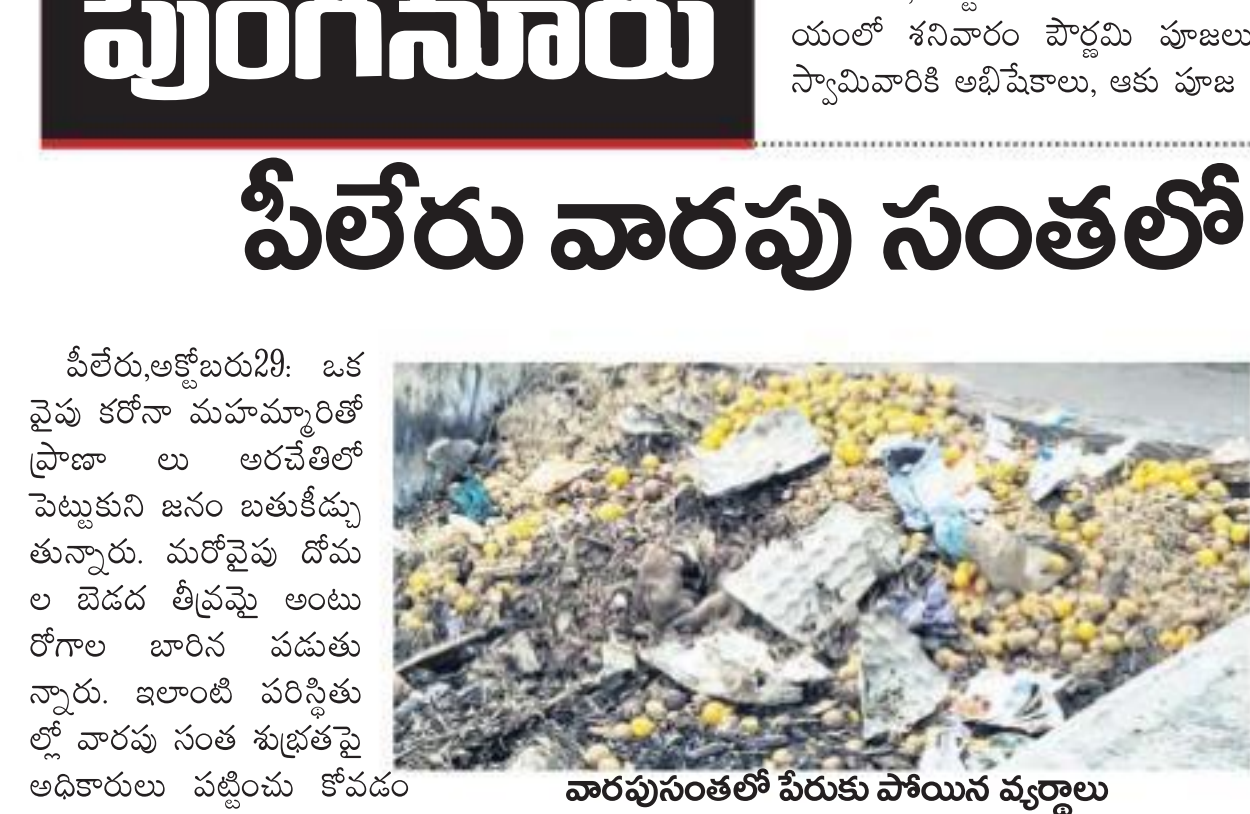 పుంగనూరు
యంలో శనివారం పౌర్ణమి పూజలు
స్వామివారికి అభిషేకాలు, ఆకు పూజ
పీలేరు వారపు సంతలో
పీలేరు,అక్టోబరు29: ఒక
వైపు కరోనా మహమ్మారితో
ప్రాణా లు అరచేతిలో
పెట్టుకుని జనం బతుకీడ్చు
తున్నారు. మరోవైపు దోమ
ల బెడద తీవ్రమై అంటు
రోగాల బారిన పడుతు
న్నారు. ఇలాంటి పరిస్థితు
ల్లో వారపు సంత శుభ్రతపై
అధికారులు పట్టించు కోవడం
వారపుసంతలో పేరుకు పోయిన వ్యర్థాలు